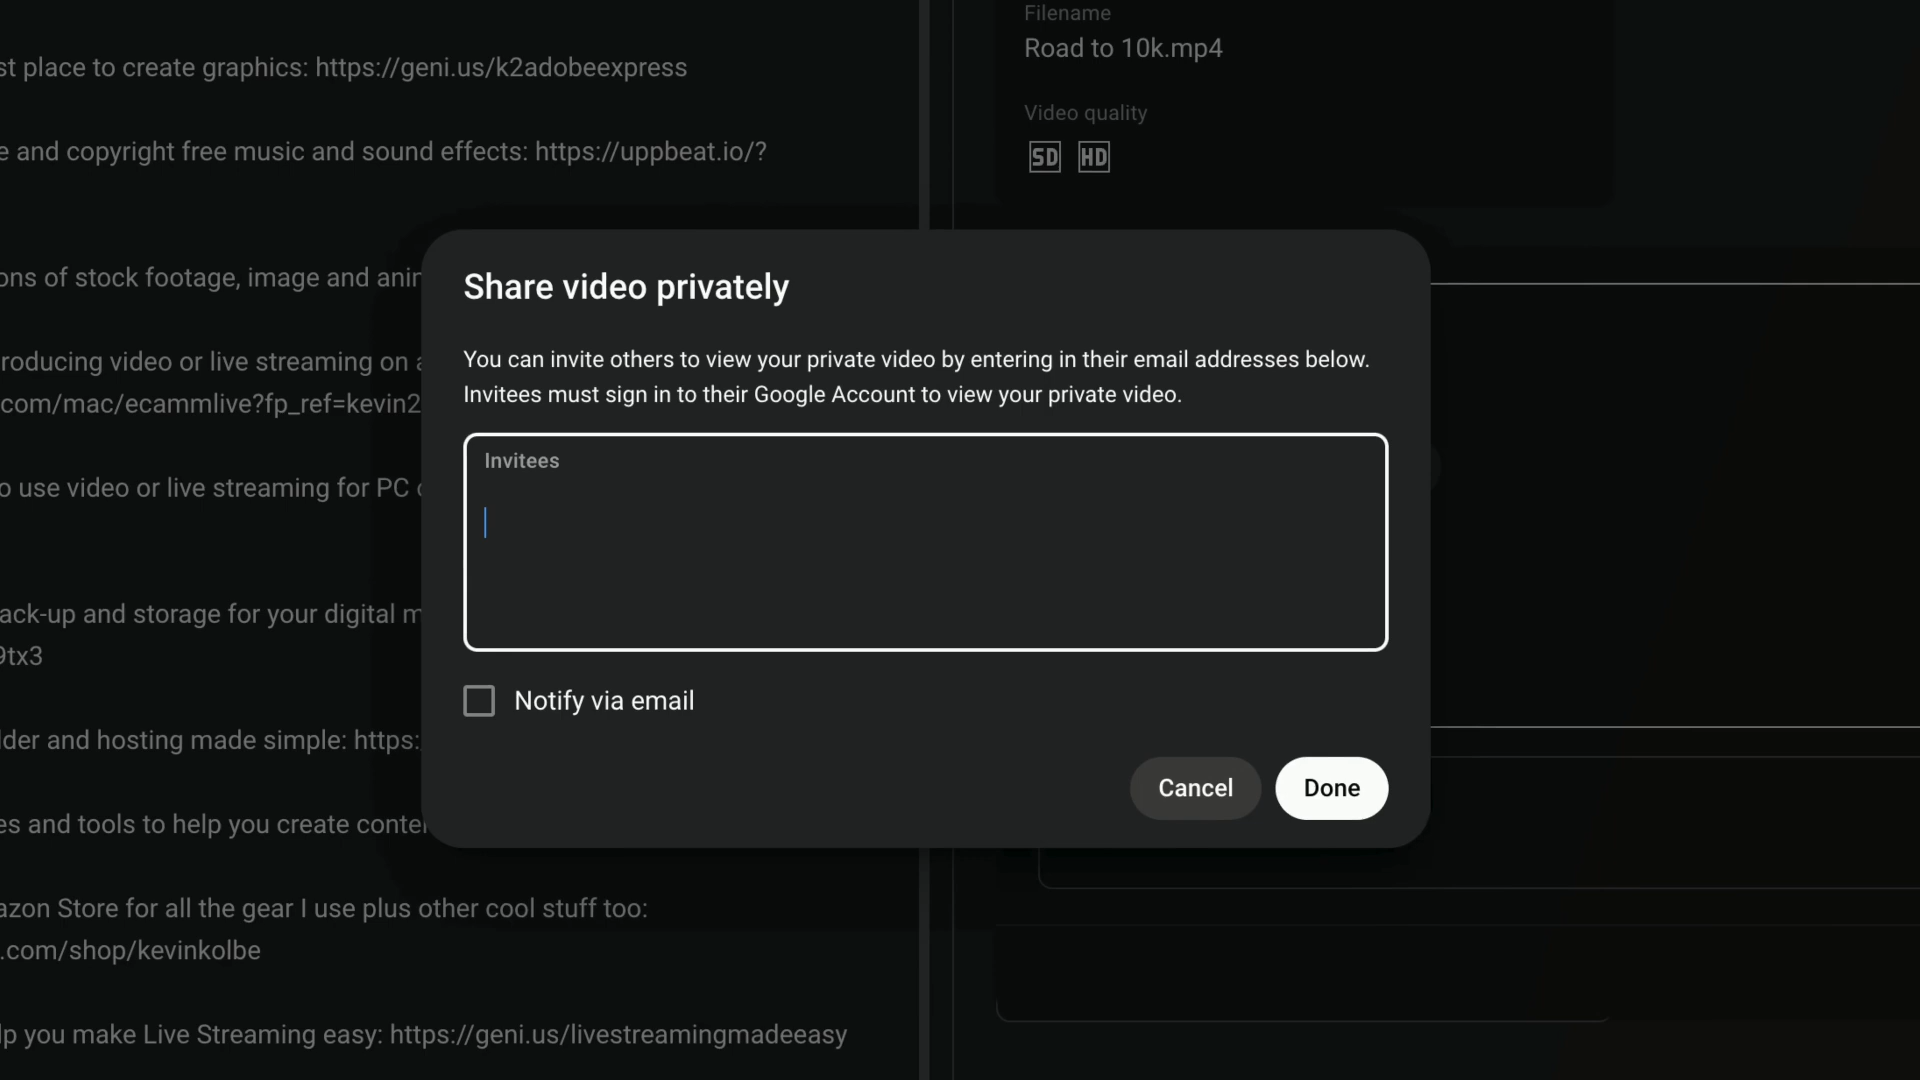 st place to create graphics: https://geni.us/k2adobeexpress
e and copyright free music and sound effects: https://uppbeat.io/?
ons of stock footage, image and anim
roducing video or live streaming on a
.com/mac/ecammlive?fp_ref=kevin2
o use video or live streaming for PC
ack-up and storage for your digital m
9tx3
lder and hosting made simple: https:
es and tools to help you create conte
azon Store for all the gear I use plus other cool stuff too:
.com/shop/kevinkolbe
lp you make Live Streaming easy: https://geni.us/livestreamingmadeeasy
Filename
Road to 10k.mp4
Video quality
SD HD
Share video privately
You can invite others to view your private video by entering in their email addresses below.
Invitees must sign in to their Google Account to view your private video.
Invitees
Notify via email
Cancel Done